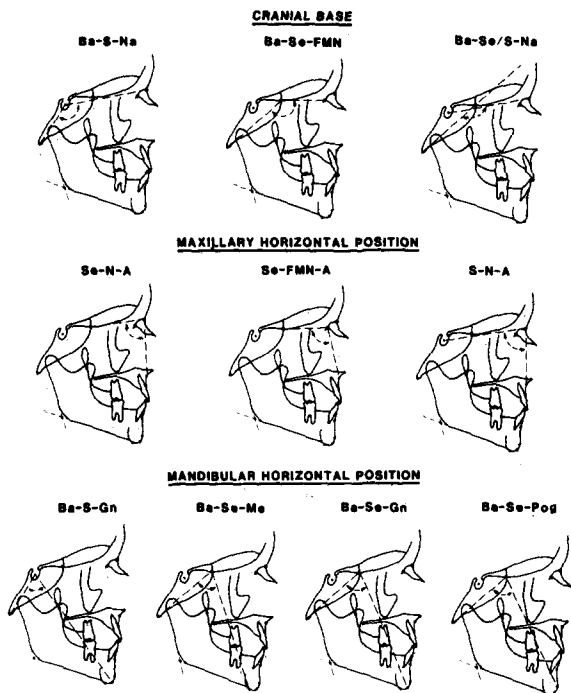 CRANIAL BASE
Ba-S-Na Ba-Se-FMN Ba-Se/S-Na
MAXILLARY HORIZONTAL POSITION
Se-N-A Se-FMN-A S-N-A
MANDIBULAR HORIZONTAL POSITION
Ba-S-Gn Ba-Se-Me Ba-Se-Gn Ba-Se-Pog